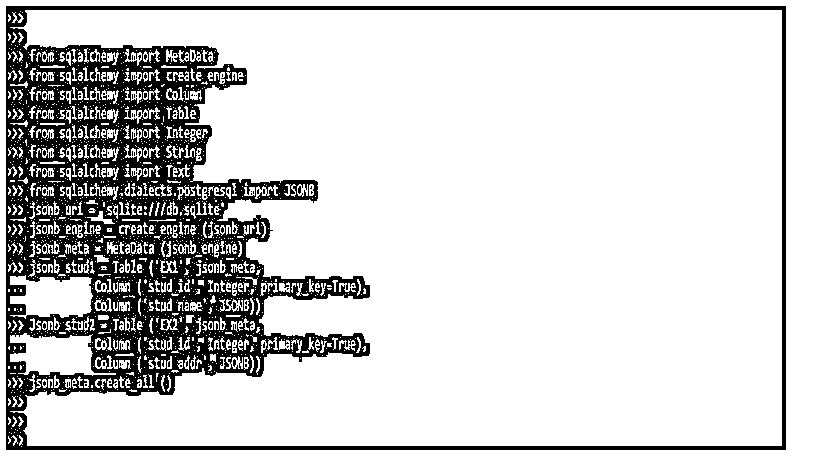 >>>
>>>
>>> from sqlalchemy import MetaData
>>> from sqlalchemy import create_engine
>>> from sqlalchemy import Column
>>> from sqlalchemy import Table
>>> from sqlalchemy import Integer
>>> from sqlalchemy import String
>>> from sqlalchemy import Text
>>> from sqlalchemy.dialects.postgresql import JSONB
>>> jsonb_uri = 'sqlite:///db.sqlite'
>>> jsonb_engine = create_engine (jsonb_uri)
>>> jsonb_meta = MetaData (jsonb_engine)
>>> jsonb_stud1 = Table ('EX1', jsonb_meta,
...          Column ('stud_id', Integer, primary_key=True),
...          Column ('stud_name', JSONB))
>>> Jsonb_stud2 = Table ('EX2', jsonb_meta,
...          Column ('stud_id', Integer, primary_key=True),
...          Column ('stud_addr', JSONB))
>>> jsonb_meta.create_all ()
>>>
>>>
>>>